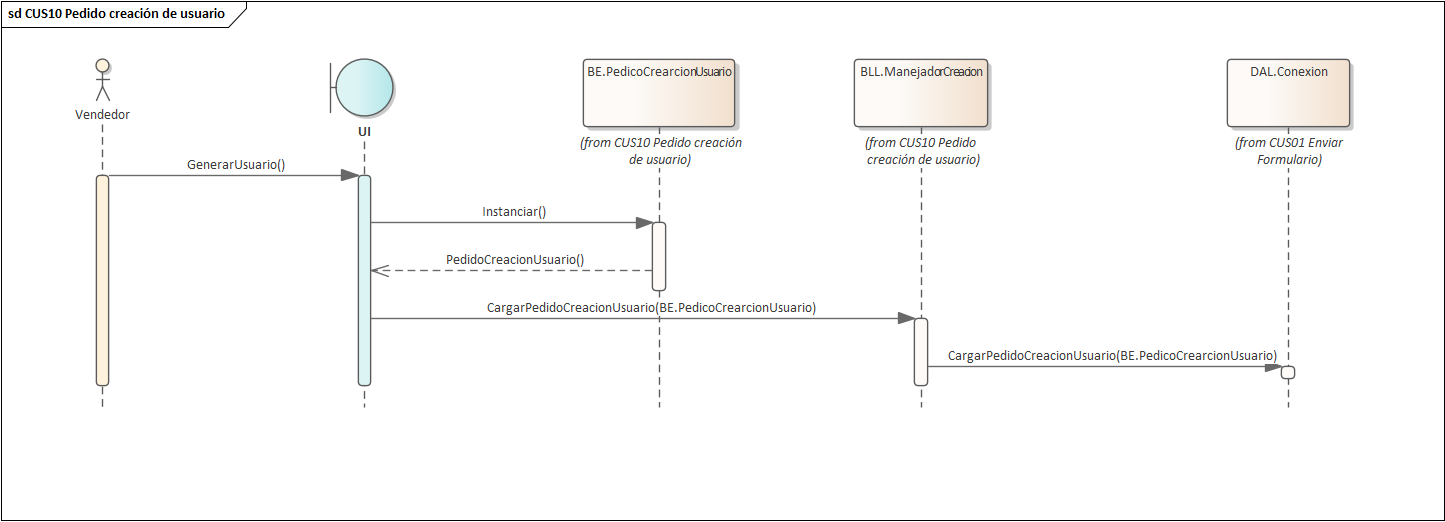 sd CUS10 Pedido creación de usuario
Vendedor
UI
BE.PedicoCrearcionUsuario
(from CUS10 Pedido creación
de usuario)
BLL.ManejadorCreacion
(from CUS10 Pedido
creación de usuario)
DAL.Conexion
(from CUS01 Enviar
Formulario)
GenerarUsuario()
Instanciar()
PedidoCreacionUsuario()
CargarPedidoCreacionUsuario(BE.PedicoCrearcionUsuario)
CargarPedidoCreacionUsuario(BE.PedicoCrearcionUsuario)